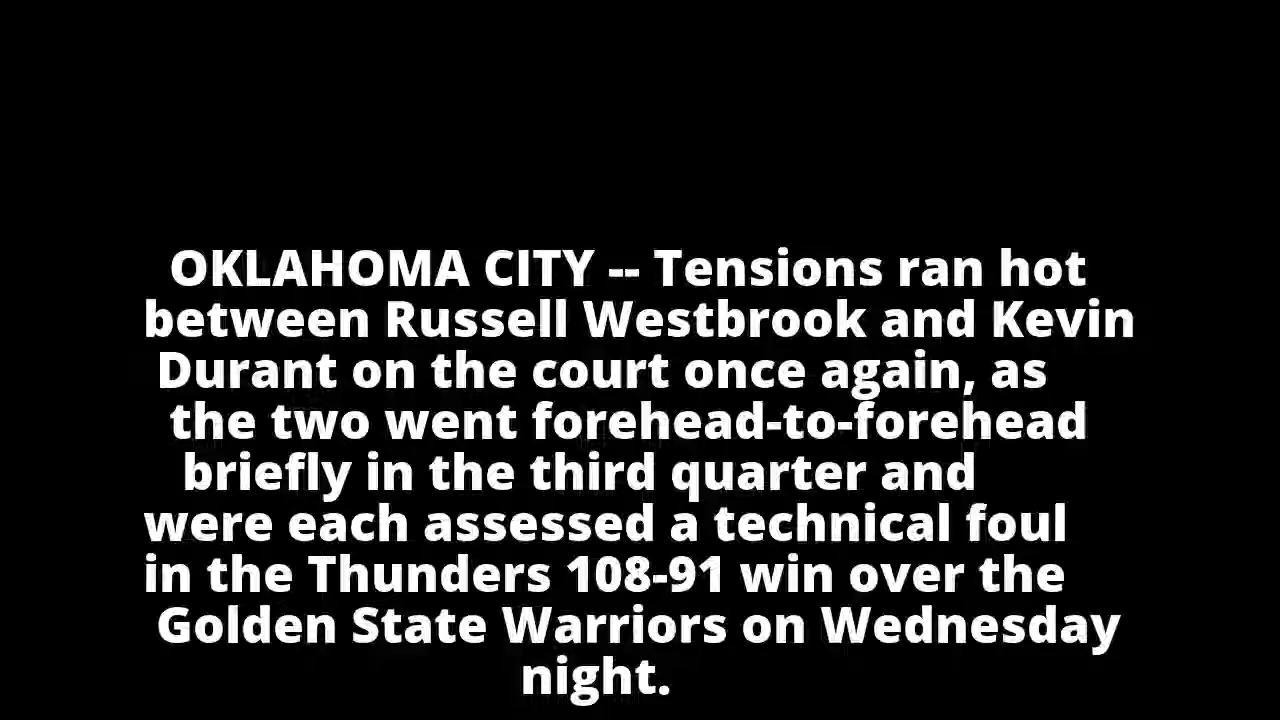 OKLAHOMA CITY -- Tensions ran hot
between Russell Westbrook and Kevin
Durant on the court once again, as
the two went forehead-to-forehead
briefly in the third quarter and
were each assessed a technical foul
in the Thunders 108-91 win over the
Golden State Warriors on Wednesday
night.